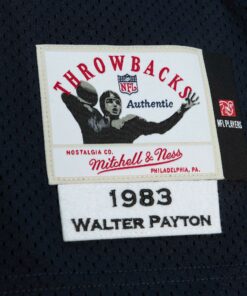 THROWBACKS
NFL
Authentic
NOSTALGIA CO.
Mitchell & Ness
PHILADELPHIA, PA.
NFL PLAYERS
1983
WALTER PAYTON